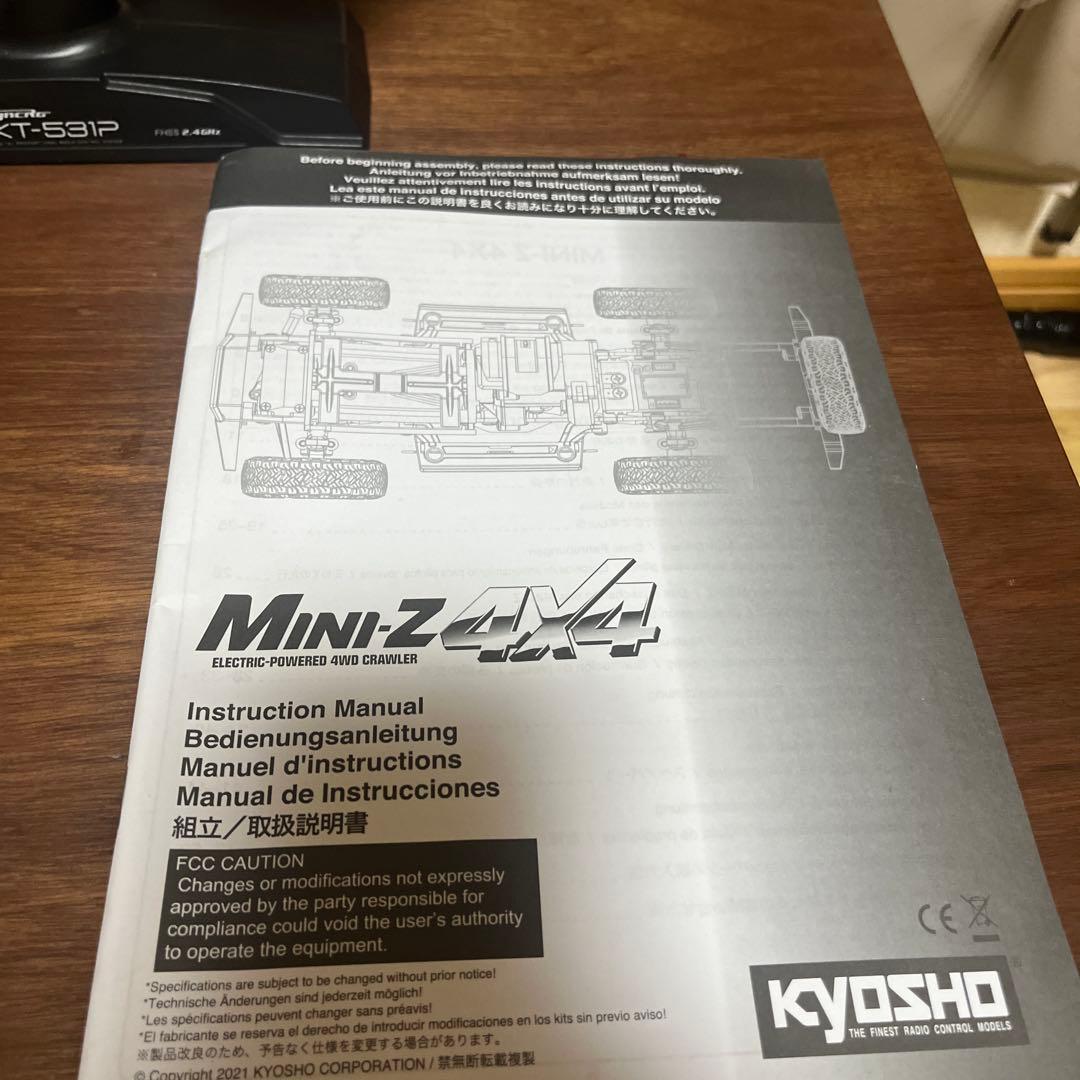 KT-531P
FHSS 2.4GHz
Before beginning assembly, please read these instructions thoroughly.
Anleitung vor Inbetriebnahme aufmerksam lesen!
Veuillez attentivement lire les instructions avant l'emploi.
Lea este manual de instrucciones antes de utilizar su modelo
※ご使用前にこの説明書を良くお読みになり十分に理解してください。
MINI-Z 4X4
ELECTRIC-POWERED 4WD CRAWLER
Instruction Manual
Bedienungsanleitung
Manuel d'instructions
Manual de Instrucciones
組立／取扱説明書
FCC CAUTION
Changes or modifications not expressly
approved by the party responsible for
compliance could void the user's authority
to operate the equipment.
CE
*Specifications are subject to be changed without prior notice!
*Technische Änderungen sind jederzeit möglich!
*Les spécifications peuvent changer sans préavis!
*El fabricante se reserva el derecho de introducir modificaciones en los kits sin previo aviso!
※製品改良のため、予告なく仕様を変更する場合があります。
© Copyright 2021 KYOSHO CORPORATION / 禁無断転載複製
KYOSHO
THE FINEST RADIO CONTROL MODELS